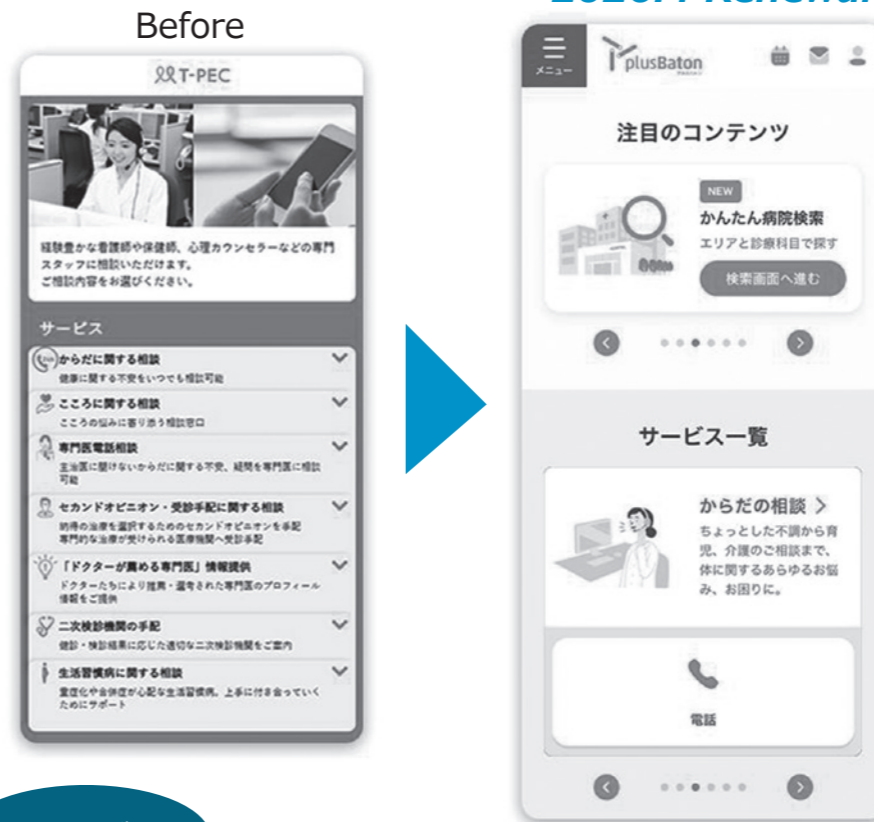 Before
T-PEC
経験豊かな看護師や保健師、心理カウンセラーなどの専門
スタッフに相談いただけます。
ご相談内容をお選びください。
サービス
からだに関する相談
健康に関する不安をいつでも相談可能
こころに関する相談
こころの悩みに寄り添う相談窓口
専門医電話相談
主治医に聞けないからだに関する不安、疑問を専門医に相談
可能
セカンドオピニオン・受診手配に関する相談
納得の治療を選択するためのセカンドオピニオンを手配
専門的な治療が受けられる医療機関へ受診手配
「ドクターが薦める専門医」情報提供
ドクターたちにより推薦・選考された専門医のプロフィール
情報をご提供
二次検診機関の手配
健診・検診結果に応じた適切な二次検診機関をご案内
生活習慣病に関する相談
重症化や合併症が心配な生活習慣病。上手に付き合っていく
ためにサポート
メニュー
plusBaton
注目のコンテンツ
NEW
かんたん病院検索
エリアと診療科目で探す
検索画面へ進む
サービス一覧
からだの相談
ちょっとした不調から育
児、介護のご相談まで、
体に関するあらゆるお悩
み、お困りに。
電話